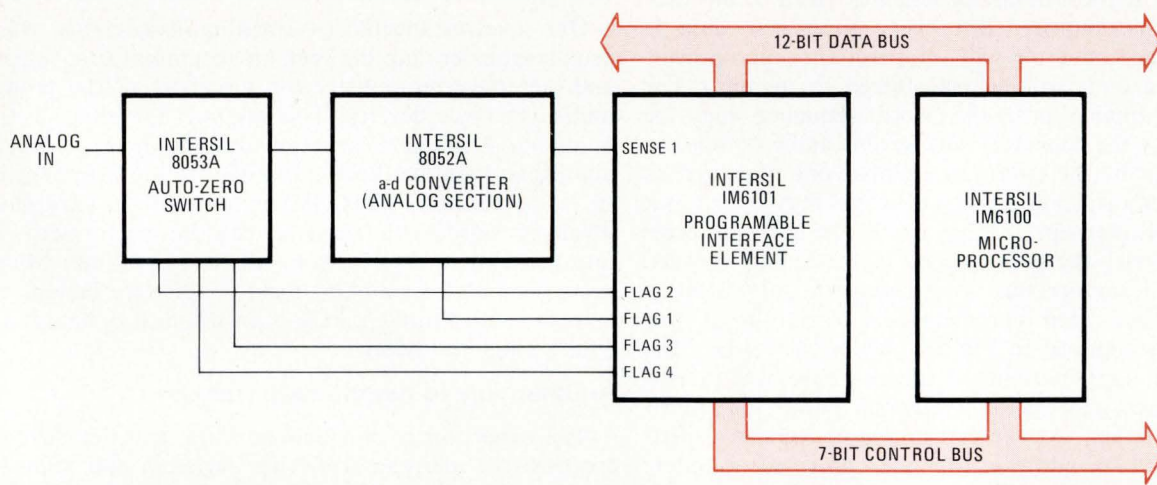 12-BIT DATA BUS
ANALOG
IN
INTERSIL
8053A
AUTO-ZERO
SWITCH
INTERSIL
8052A
a-d CONVERTER
(ANALOG SECTION)
SENSE 1
INTERSIL
IM6101
PROGRAMABLE
INTERFACE
ELEMENT
FLAG 2
FLAG 1
FLAG 3
FLAG 4
INTERSIL
IM6100
MICRO-
PROCESSOR
7-BIT CONTROL BUS